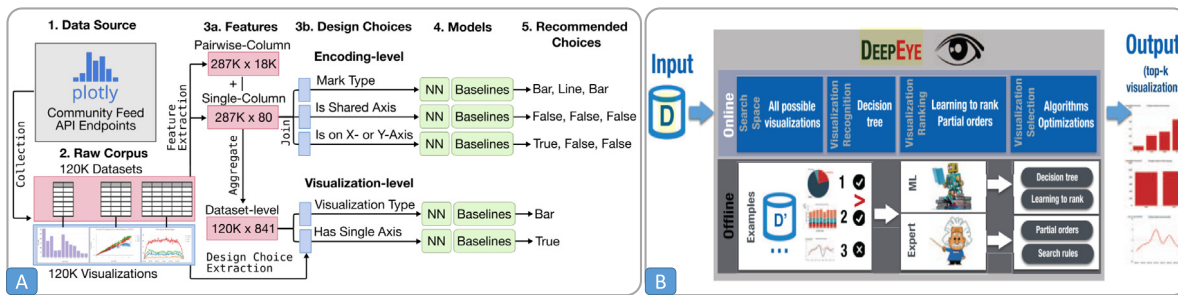 1. Data Source
plotly
Community Feed
API Endpoints
Collection
2. Raw Corpus
120K Datasets
120K Visualizations
Feature
Extraction
3a. Features
Pairwise-Column
287K x 18K
+
Single-Column
287K x 80
Aggregate
Dataset-level
120K x 841
Design Choice
Extraction
Join
3b. Design Choices
4. Models
5. Recommended
Choices
Encoding-level
Mark Type
NN
Baselines
Bar, Line, Bar
Is Shared Axis
NN
Baselines
False, False, False
Is on X- or Y-Axis
NN
Baselines
True, False, False
Visualization-level
Visualization Type
NN
Baselines
Bar
Has Single Axis
NN
Baselines
True
A
DEEPEYE
Input
D
Online
Search
Space
All possible
visualizations
Visualization
Recognition
Decision
tree
Visualization
Ranking
Learning to rank
Partial orders
Visualization
Selection
Algorithms
Optimizations
Output
(top-k
visualization
Offline
Examples
D'
...
1
>
2
3
ML
Expert
Decision tree
Learning to rank
Partial orders
Search rules
B